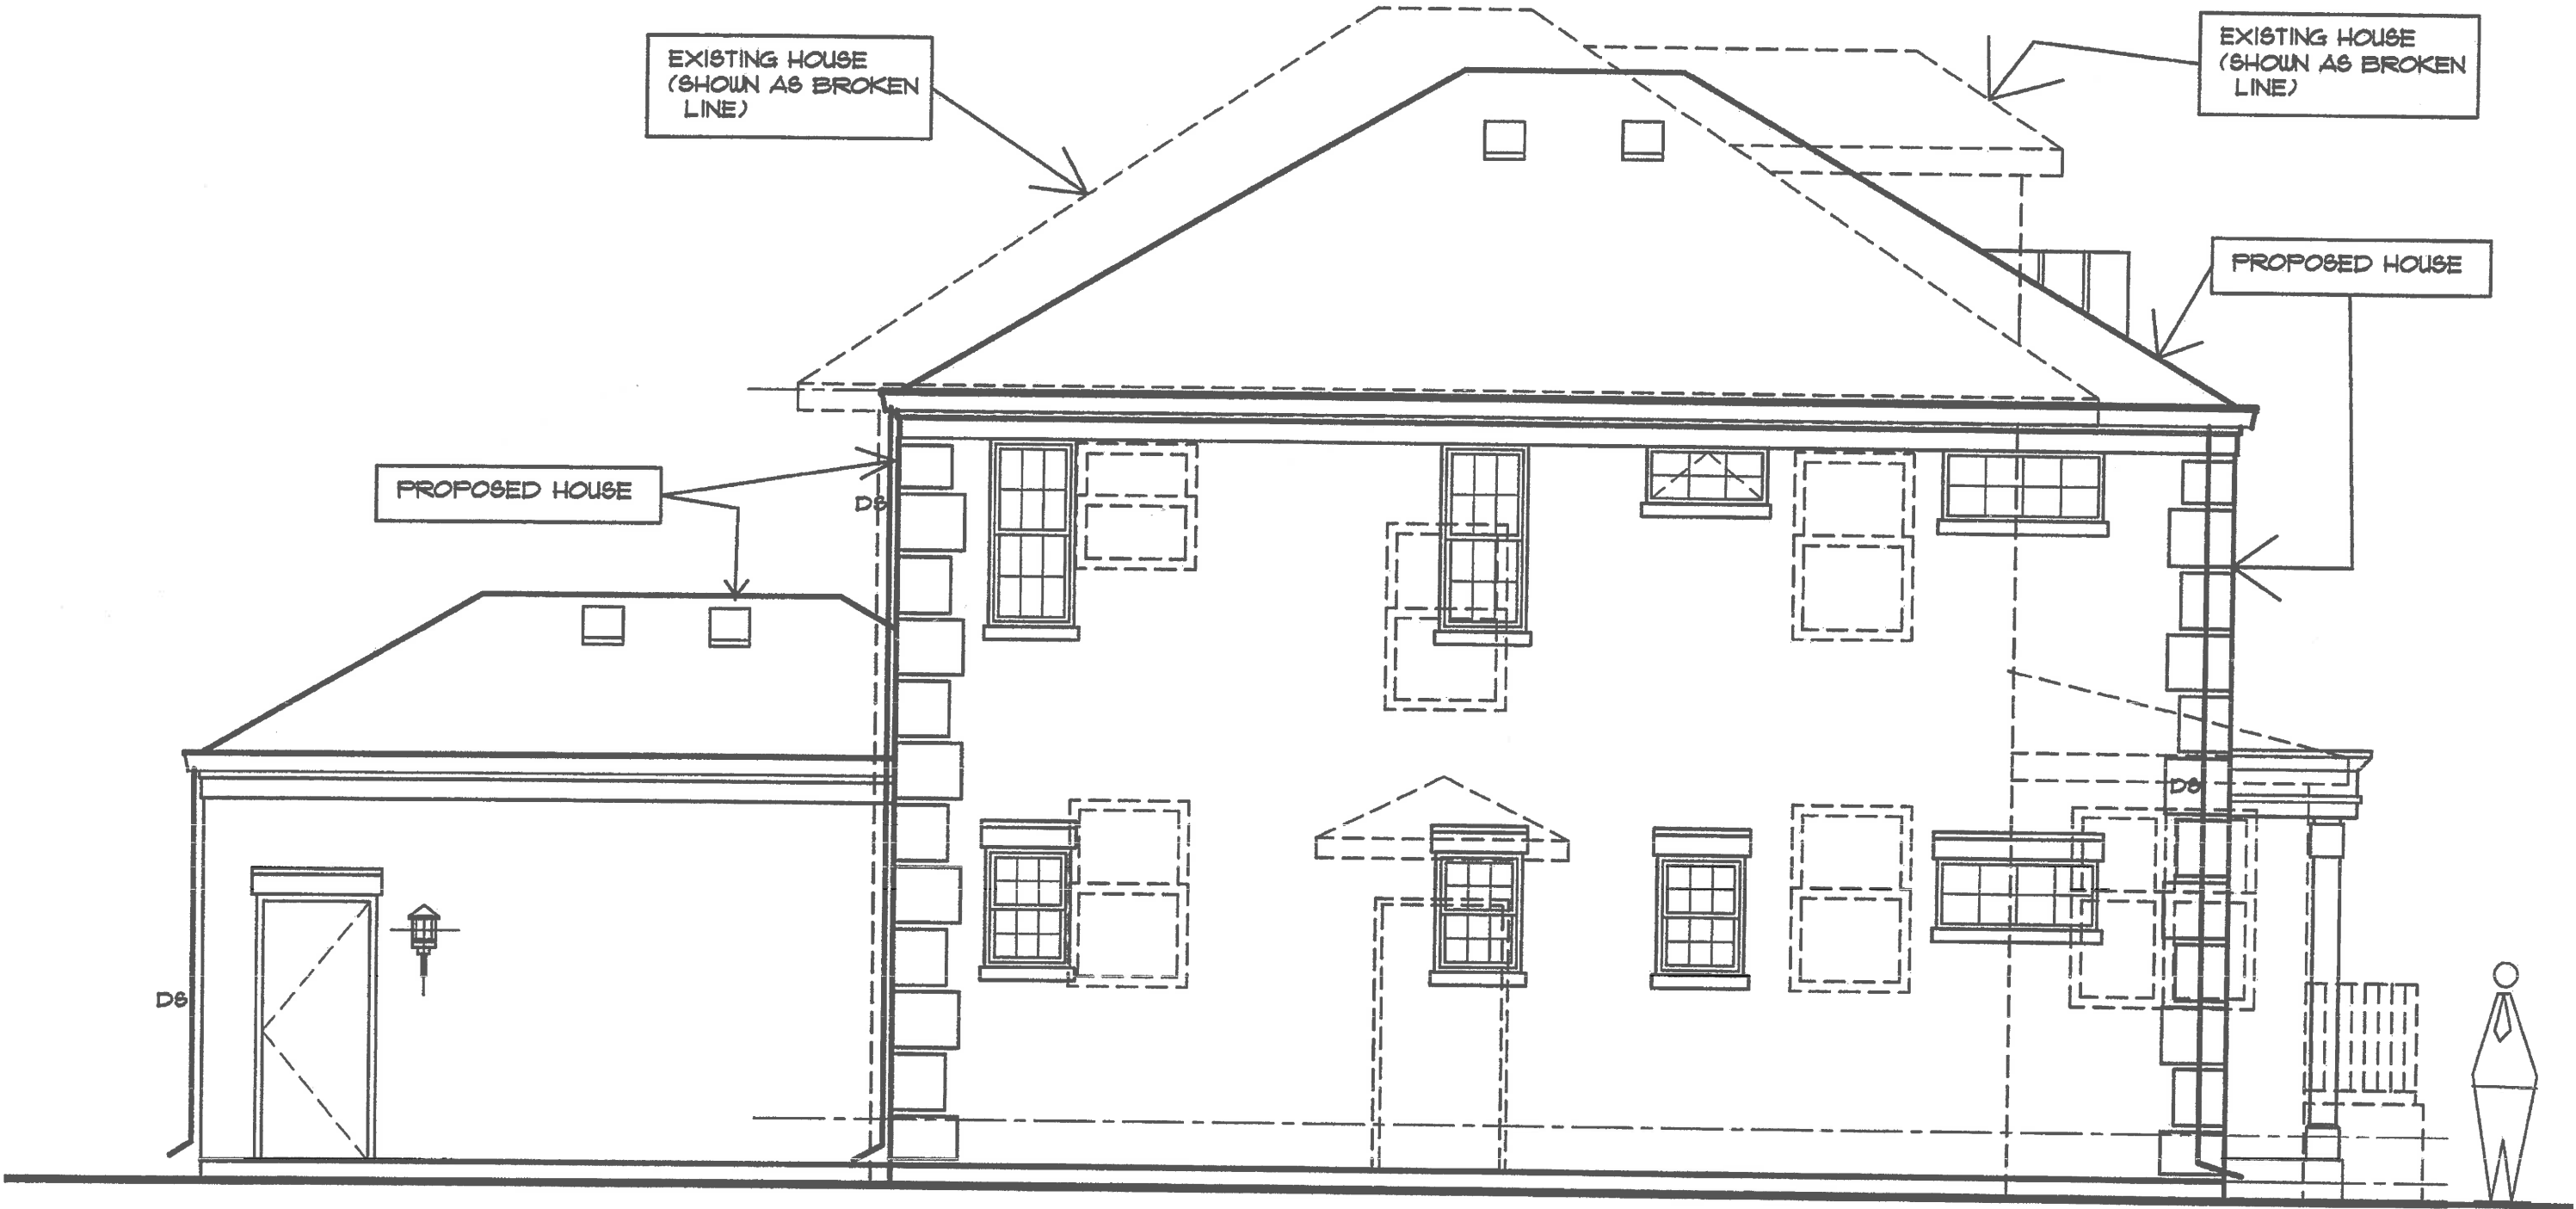 EXISTING HOUSE
(SHOWN AS BROKEN
LINE)
EXISTING HOUSE
(SHOWN AS BROKEN
LINE)
PROPOSED HOUSE
PROPOSED HOUSE
DS
DS
DS